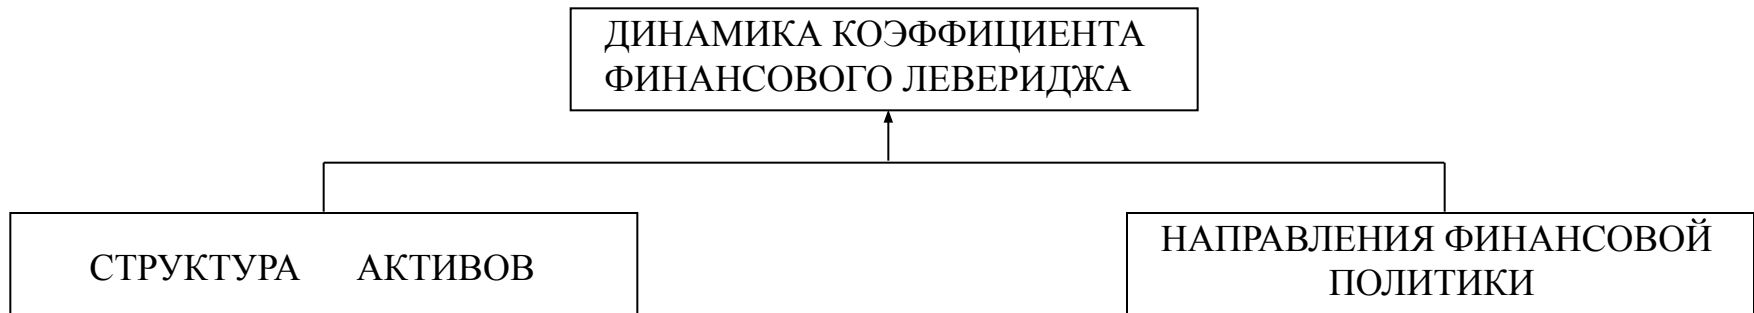 ДИНАМИКА КОЭФФИЦИЕНТА
ФИНАНСОВОГО ЛЕВЕРИДЖА
СТРУКТУРА АКТИВОВ
НАПРАВЛЕНИЯ ФИНАНСОВОЙ
ПОЛИТИКИ